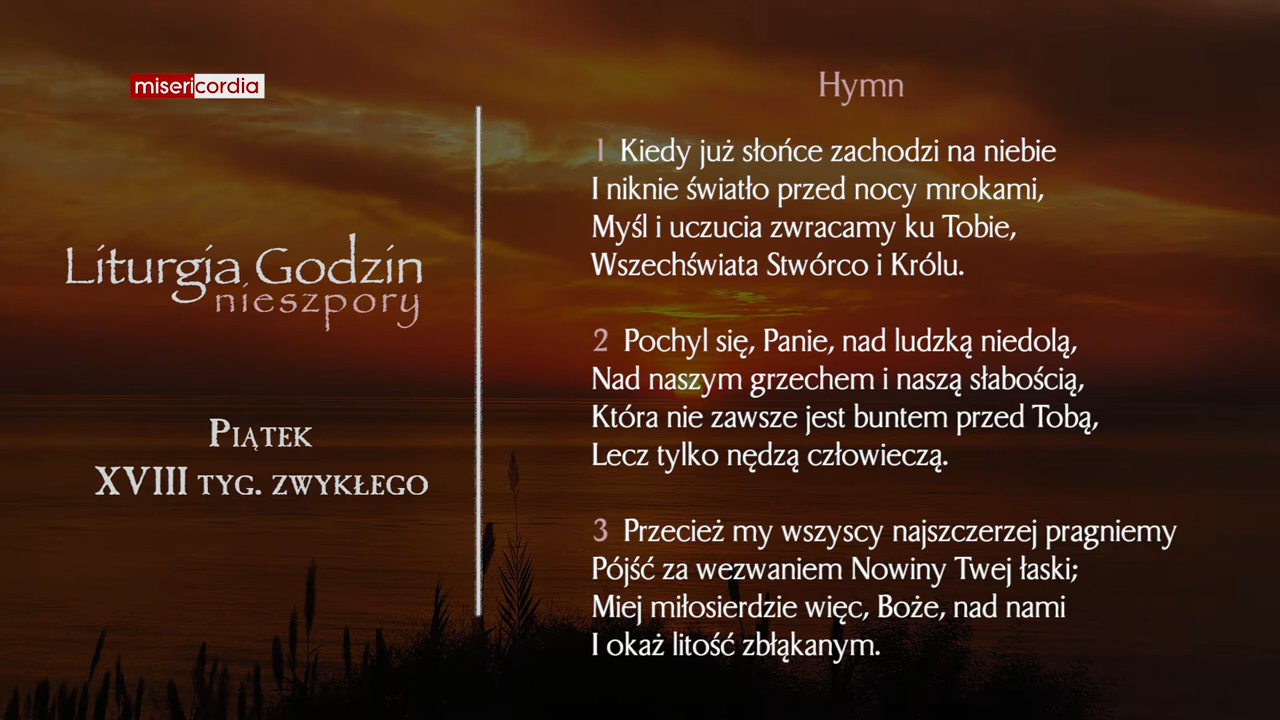 misericordia
Liturgia Godzin
nieszpory
Piątek
XVIII tyg. zwykłego
Hymn
1 Kiedy już słońce zachodzi na niebie
I niknie światło przed nocy mrokami,
Myśl i uczucia zwracamy ku Tobie,
Wszechświata Stwórco i Królu.
2 Pochyl się, Panie, nad ludzką niedolą,
Nad naszym grzechem i naszą słabością,
Która nie zawsze jest buntem przed Tobą,
Lecz tylko nędzą człowieczą.
3 Przecież my wszyscy najszczerzej pragniemy
Pójść za wezwaniem Nowiny Twej łaski;
Miej miłosierdzie więc, Boże, nad nami
I okaż litość zbłąkanym.